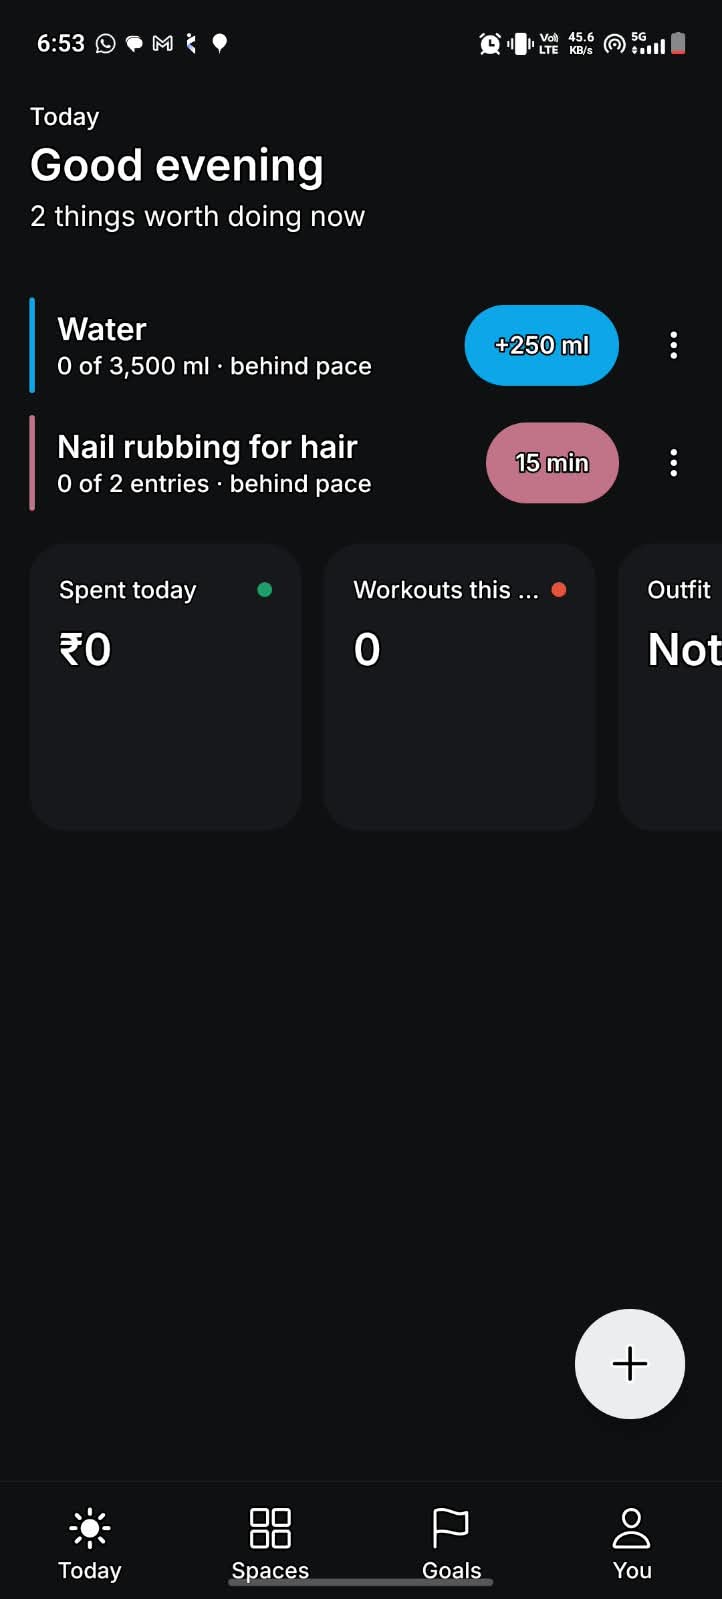 6:53
Vo)) LTE
45.6 KB/s
5G
Today
Good evening
2 things worth doing now
Water
0 of 3,500 ml · behind pace
+250 ml
Nail rubbing for hair
0 of 2 entries · behind pace
15 min
Spent today
₹0
Workouts this ...
0
Outfit
Not
Today
Spaces
Goals
You